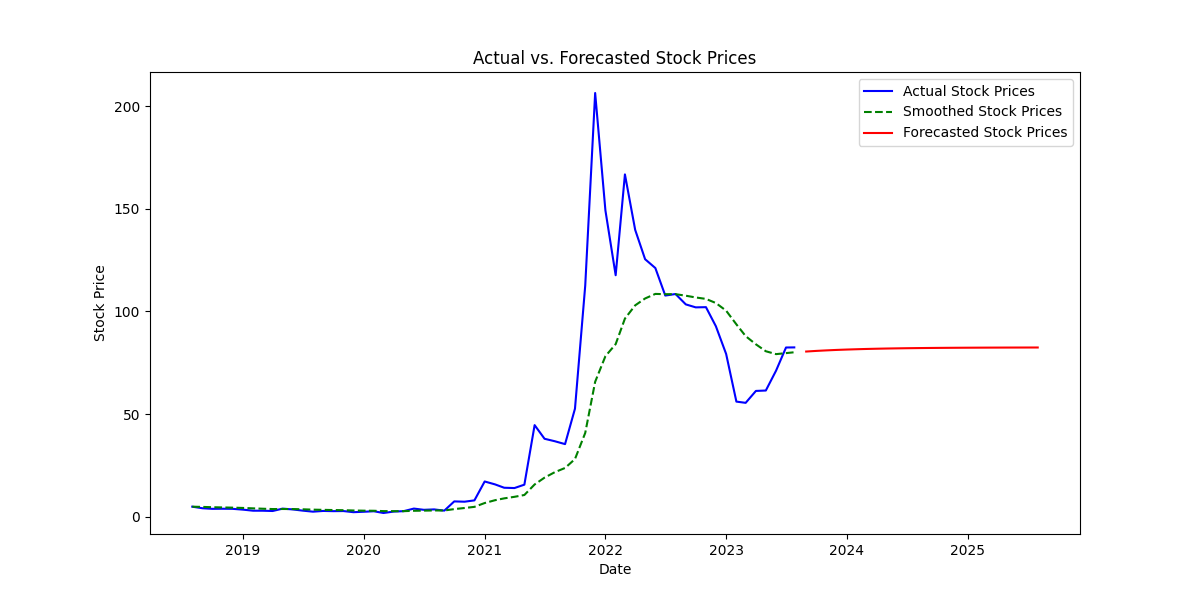 Actual vs. Forecasted Stock Prices
Actual Stock Prices
Smoothed Stock Prices
Forecasted Stock Prices
Stock Price
200
150
100
50
0
2019 2020 2021 2022 2023 2024 2025
Date